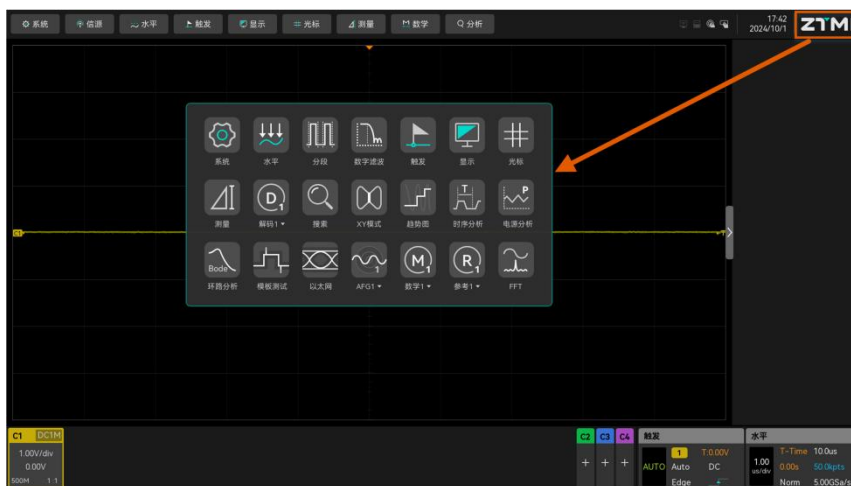 系统 信源 水平 触发 显示 光标 测量 数学 分析
17:42
2024/10/1
ZTM
系统 水平 分段 数字滤波 触发 显示 光标
测量 解码1 搜索 XY模式 趋势图 时序分析 电源分析
Bode
环路分析 模板测试 以太网 AFG1 数学1 参考1 FFT
C1
C1 DC1M
1.00V/div
0.00V
500M 1:1
C2 C3 C4
触发
1 T:0.00V
AUTO Auto DC
Edge
水平
T-Time 10.0us
1.00 us/div 0.00s 50.0kpts
Norm 5.00GSa/s